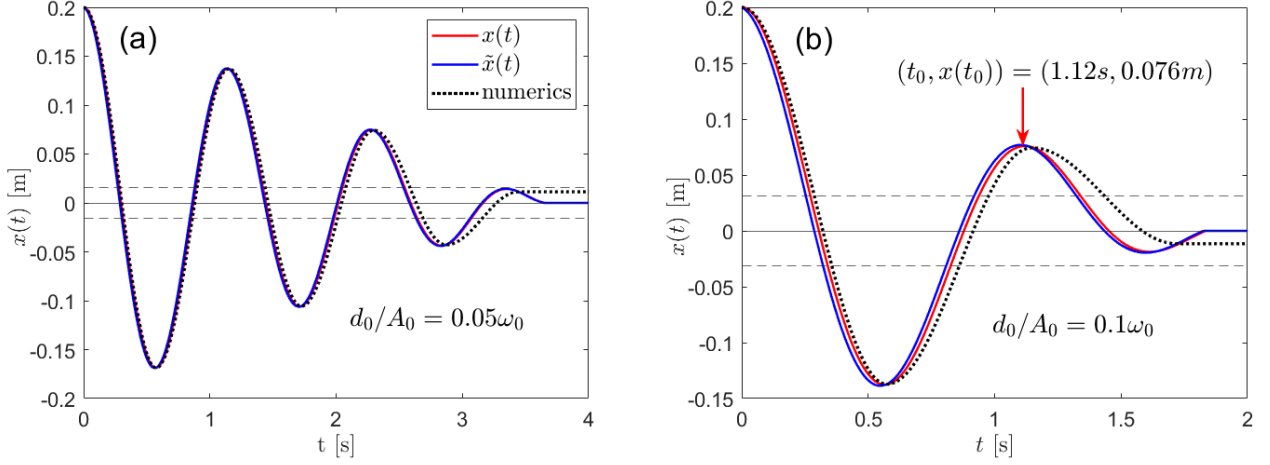 (a)
x(t)
x̃(t)
numerics
d₀/A₀ = 0.05ω₀
x(t) [m]
0.2
0.15
0.1
0.05
0
-0.05
-0.1
-0.15
-0.2
0
1
2
3
4
t [s]
(b)
(t₀, x(t₀)) = (1.12s, 0.076m)
d₀/A₀ = 0.1ω₀
x(t) [m]
0.2
0.15
0.1
0.05
0
-0.05
-0.1
-0.15
0
0.5
1
1.5
2
t [s]